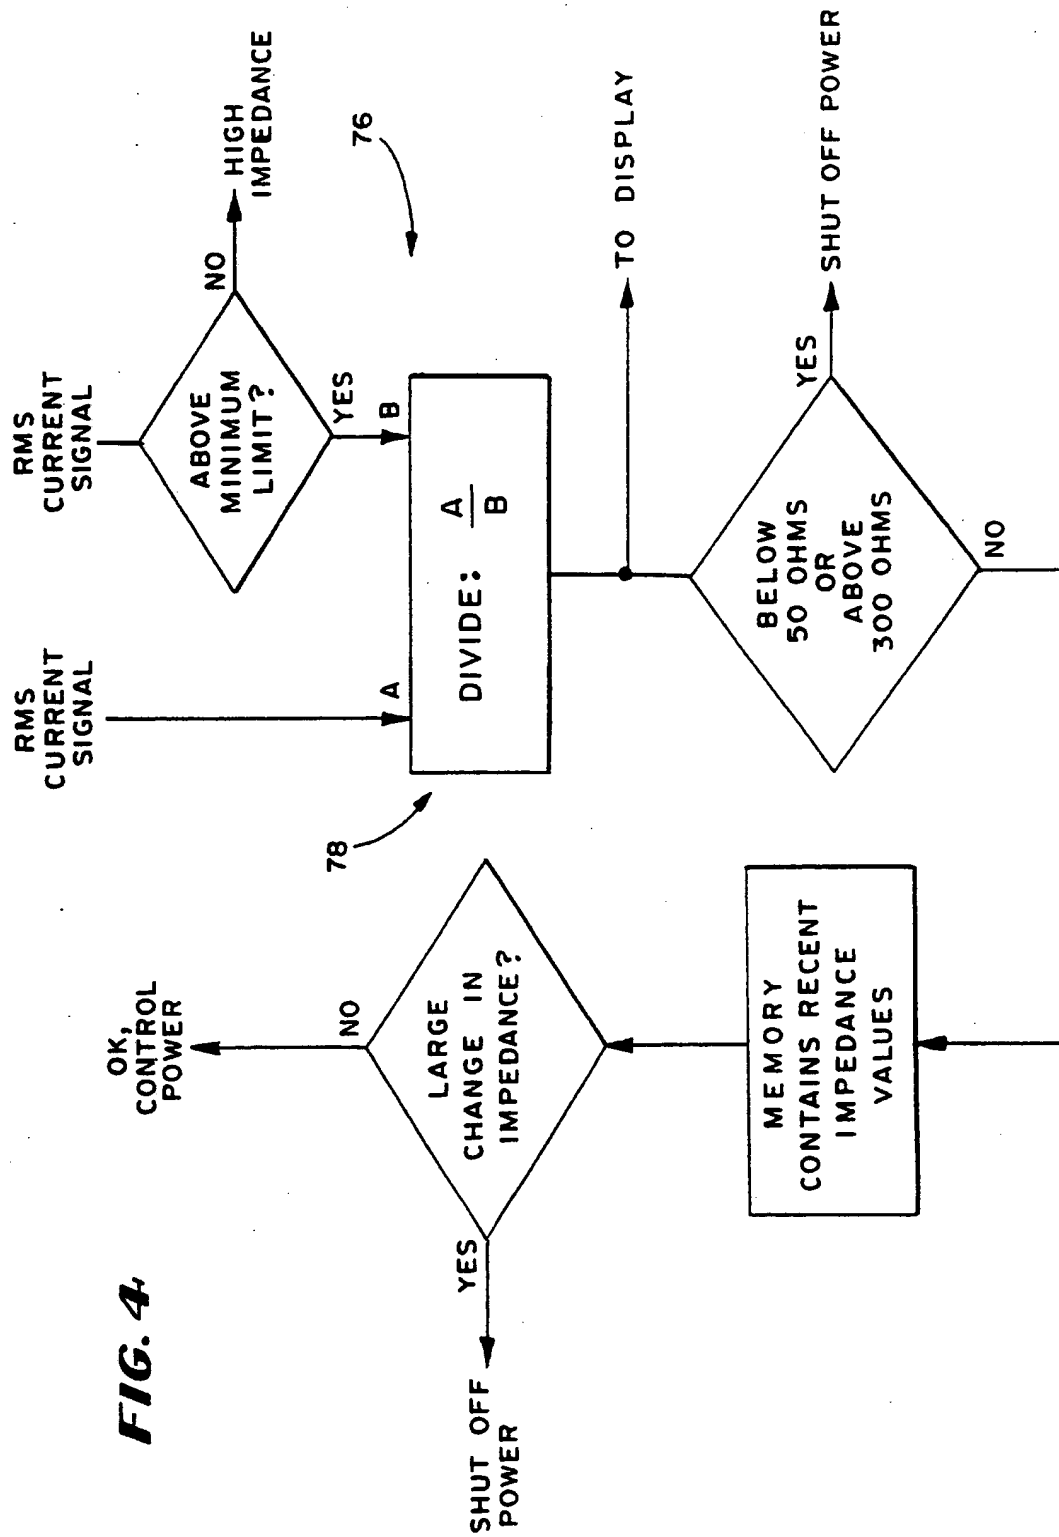 FIG. 4
RMS
CURRENT
SIGNAL
RMS
CURRENT
SIGNAL
ABOVE
MINIMUM
LIMIT?
NO
HIGH
IMPEDANCE
YES
A
B
78
76
DIVIDE: A
B
TO DISPLAY
BELOW
50 OHMS
OR
ABOVE
300 OHMS
YES
SHUT OFF POWER
NO
MEMORY
CONTAINS RECENT
IMPEDANCE
VALUES
LARGE
CHANGE IN
IMPEDANCE?
YES
SHUT OFF
POWER
NO
OK,
CONTROL
POWER